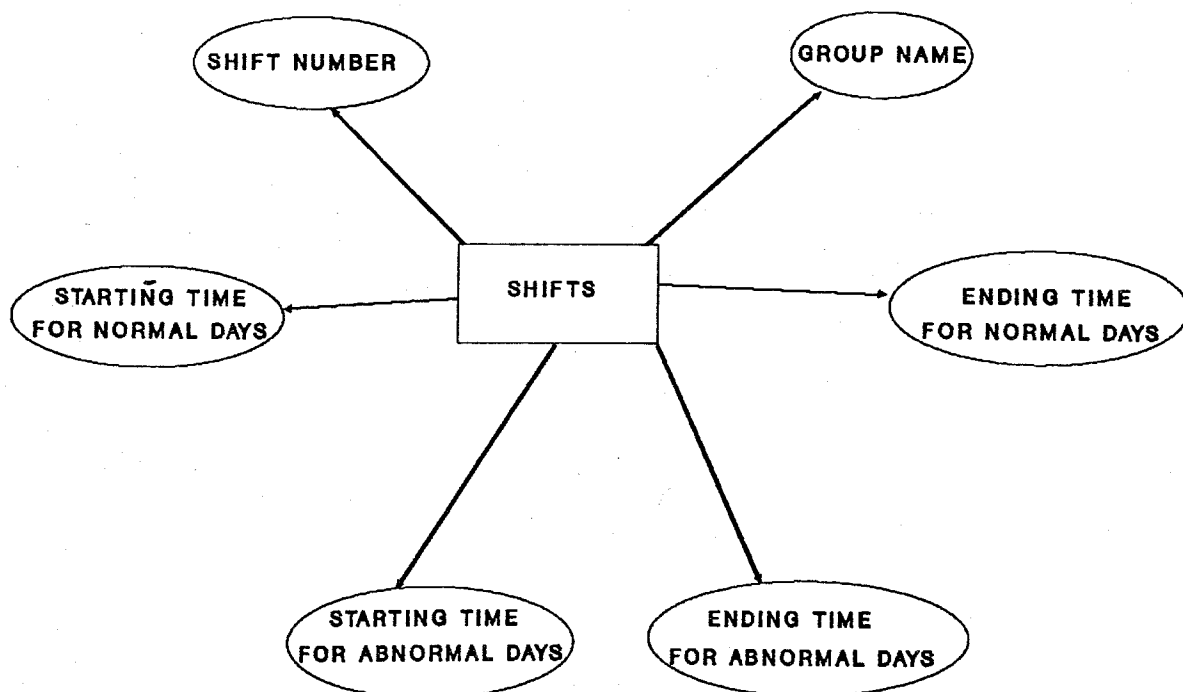 SHIFT NUMBER
GROUP NAME
SHIFTS
STARTING TIME
FOR NORMAL DAYS
ENDING TIME
FOR NORMAL DAYS
STARTING TIME
FOR ABNORMAL DAYS
ENDING TIME
FOR ABNORMAL DAYS